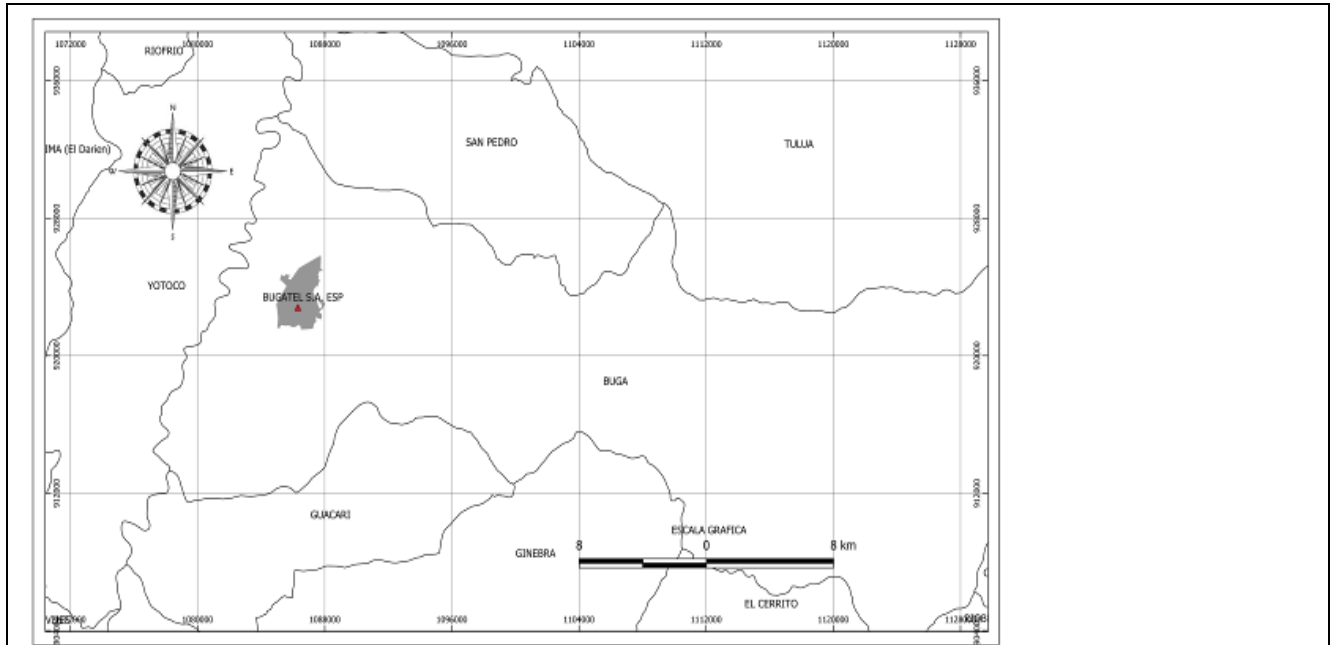 1072000 1080000 1088000 1096000 1104000 1112000 1120000 1128000
RIOFRIO
936000 936000
N
SAN PEDRO
TULUA
IMA (El Darien)
W E
S
928000 928000
YOTOCO
BUGATEL S.A, ESP
920000 920000
BUGA
912000 912000
GUACARI
ESCALA GRAFICA
8 0 8 km
GINEBRA
EL CERRITO
1080000 1088000 1096000 1104000 1112000 1120000